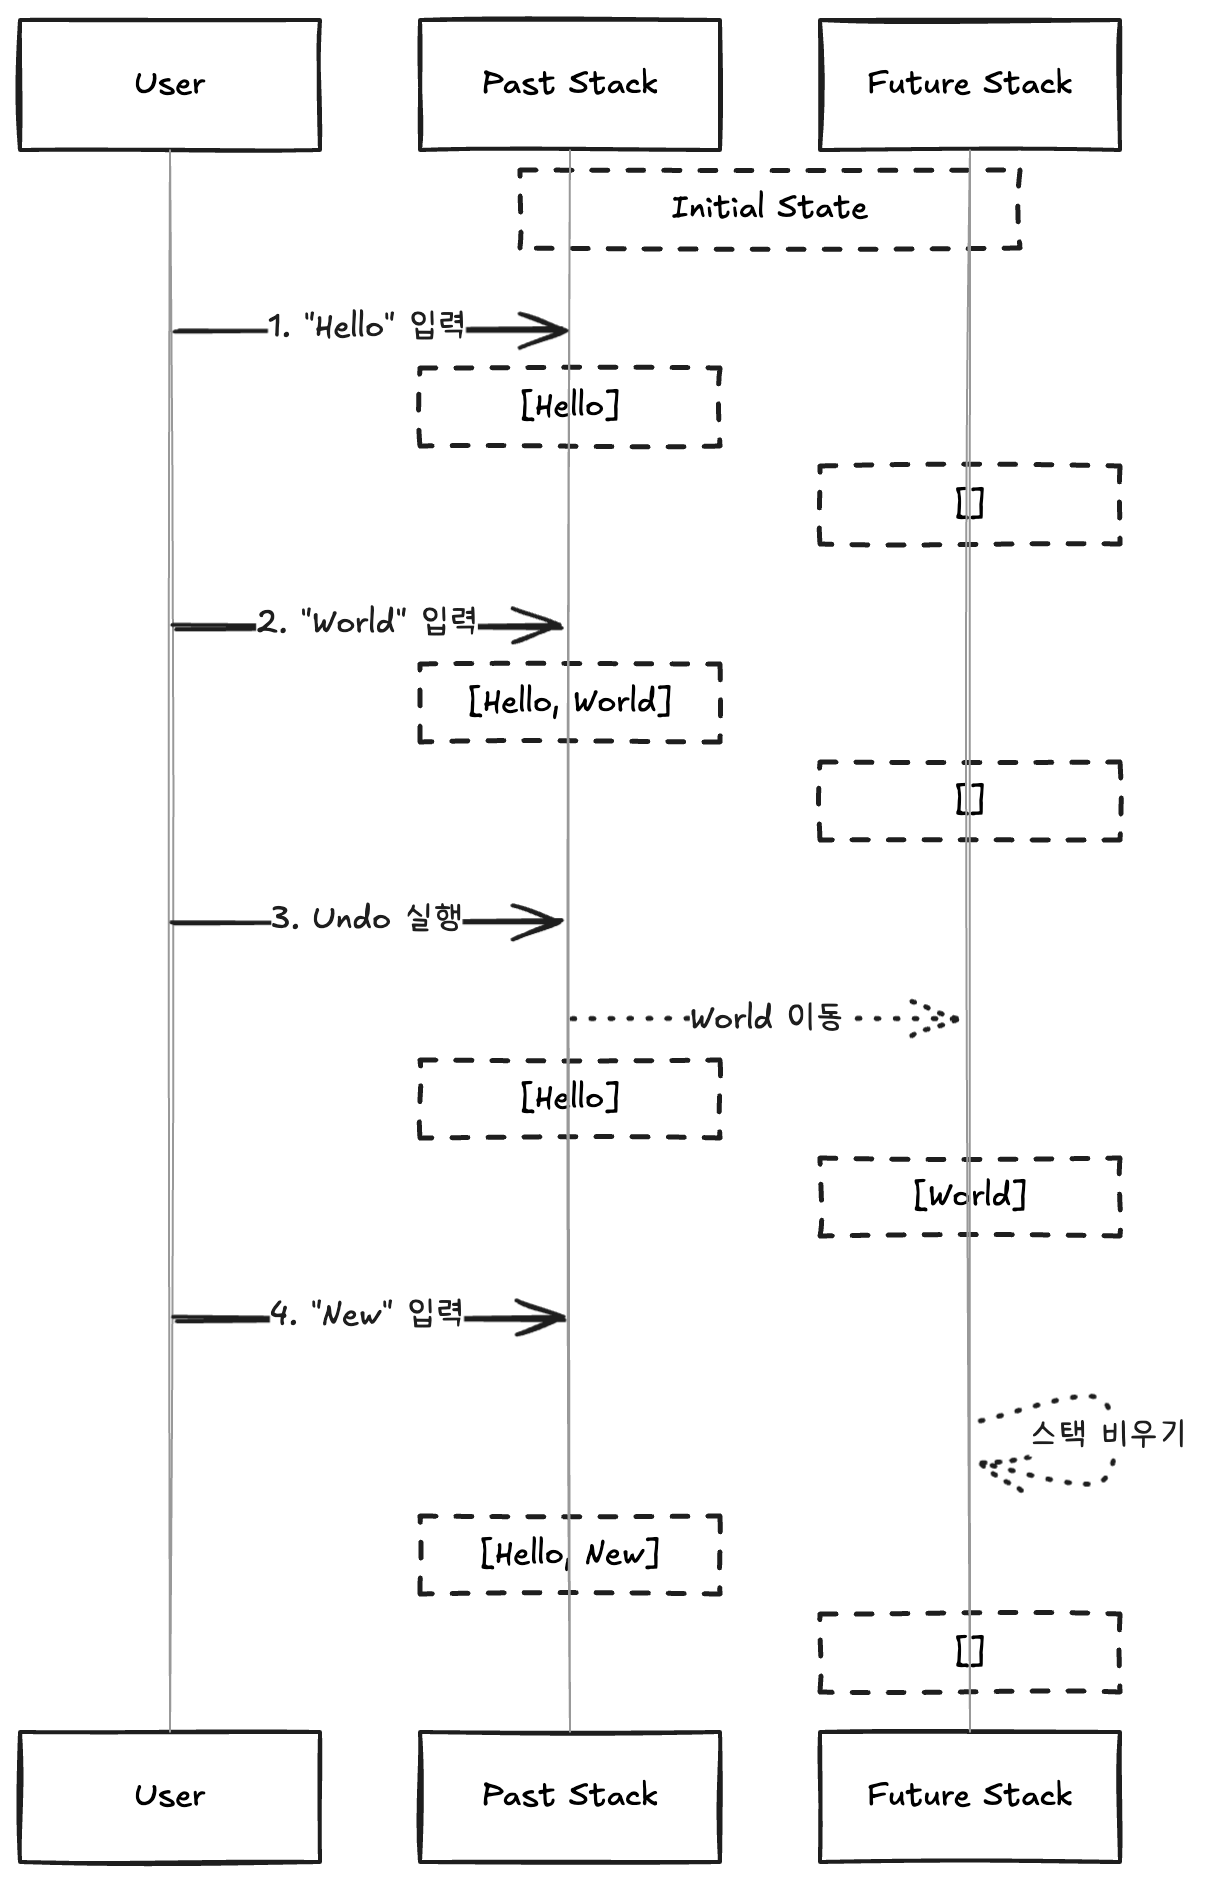 User
Past Stack
Future Stack
Initial State
1. "Hello" 입력
[Hello]
[]
2. "World" 입력
[Hello, World]
[]
3. Undo 실행
World 이동
[Hello]
[World]
4. "New" 입력
스택 비우기
[Hello, New]
[]
User
Past Stack
Future Stack